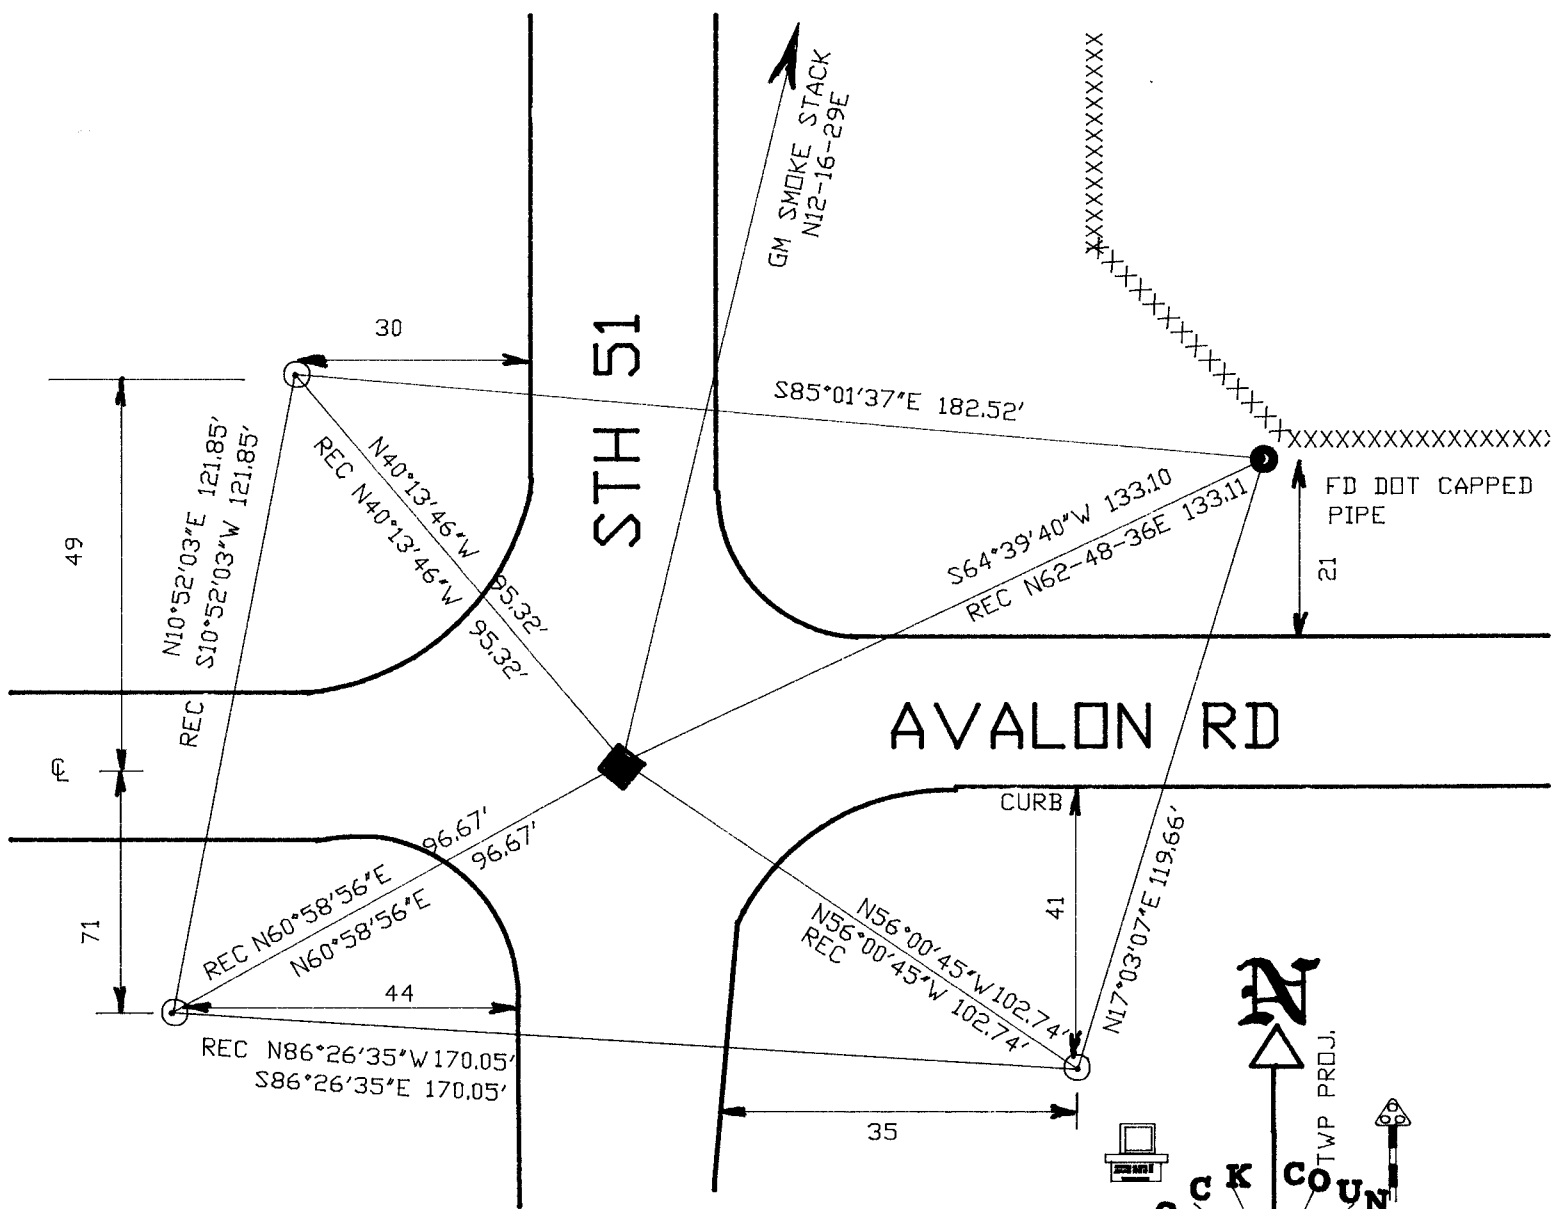 GM SMOKE STACK
N12-16-29E
30
STH 51
S85°01'37"E 182.52'
N40°13'46"W 95.32'
REC N40°13'46"W 95.32'
N10°52'03"E 121.85'
REC S10°52'03"W 121.85'
49
FD DOT CAPPED
PIPE
S64°39'40"W 133.10
REC N62-48-36E 133.11
21
AVALON RD
℄
CURB
96.67'
96.67'
REC N60°58'56"E
N60°58'56"E
71
44
N56°00'45"W 102.74'
N56°00'45"W 102.74'
REC
41
N17°03'07"E 119.66'
REC N86°26'35"W 170.05'
S86°26'35"E 170.05'
35
N
TWP PROJ.
CK COUN